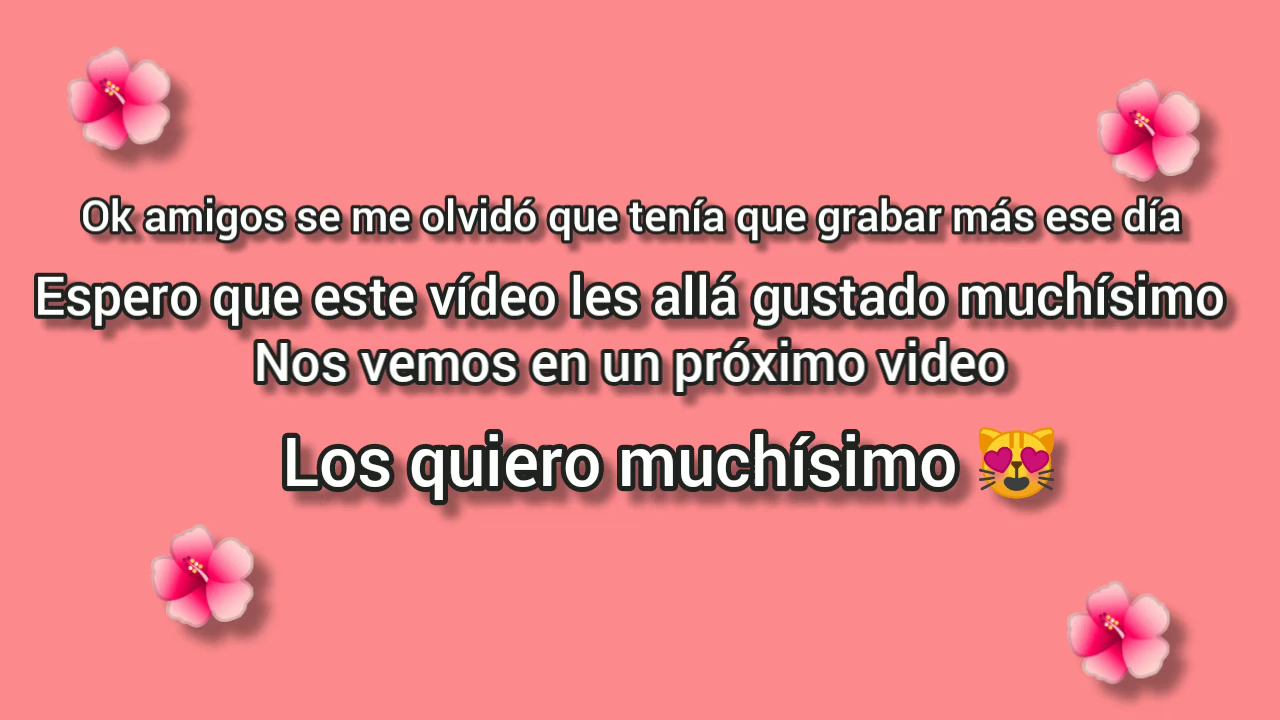 Ok amigos se me olvidó que tenía que grabar más ese día
Espero que este vídeo les allá gustado muchísimo
Nos vemos en un próximo video
Los quiero muchísimo 😻